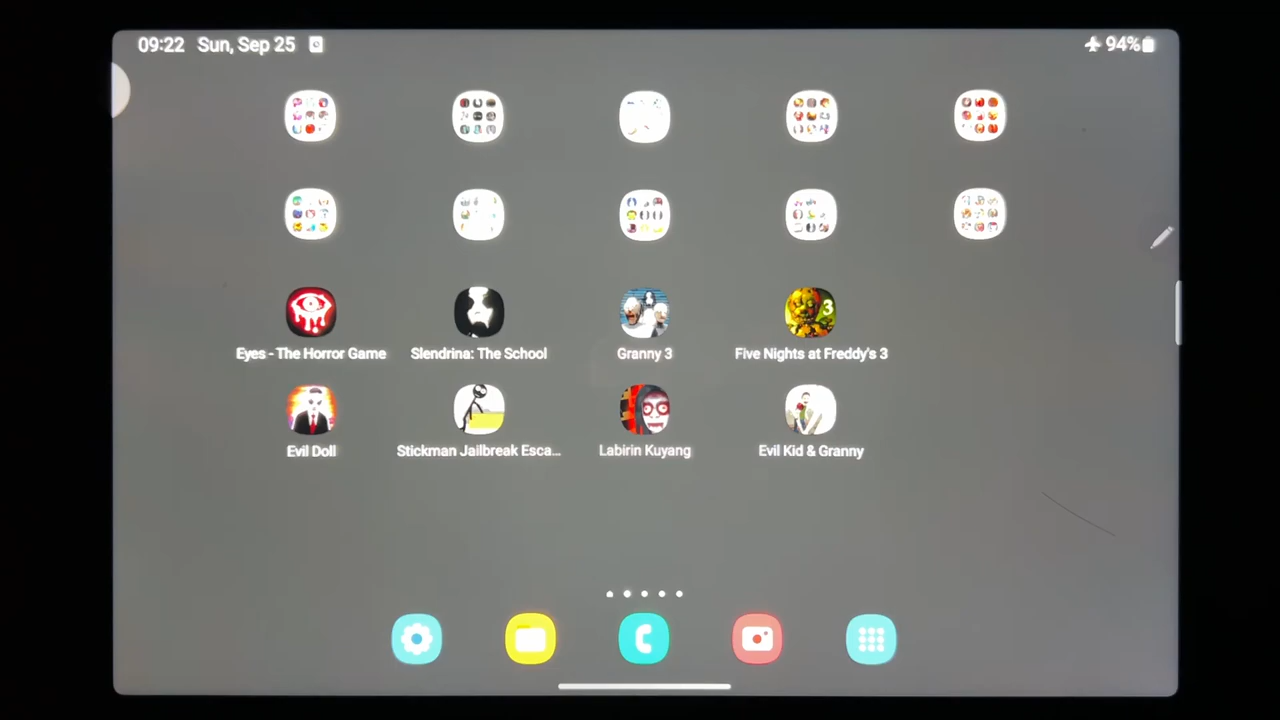 09:22 Sun, Sep 25
94%
Eyes - The Horror Game
Slendrina: The School
Granny 3
3
Five Nights at Freddy's 3
Evil Doll
Stickman Jailbreak Esca...
Labirin Kuyang
Evil Kid & Granny